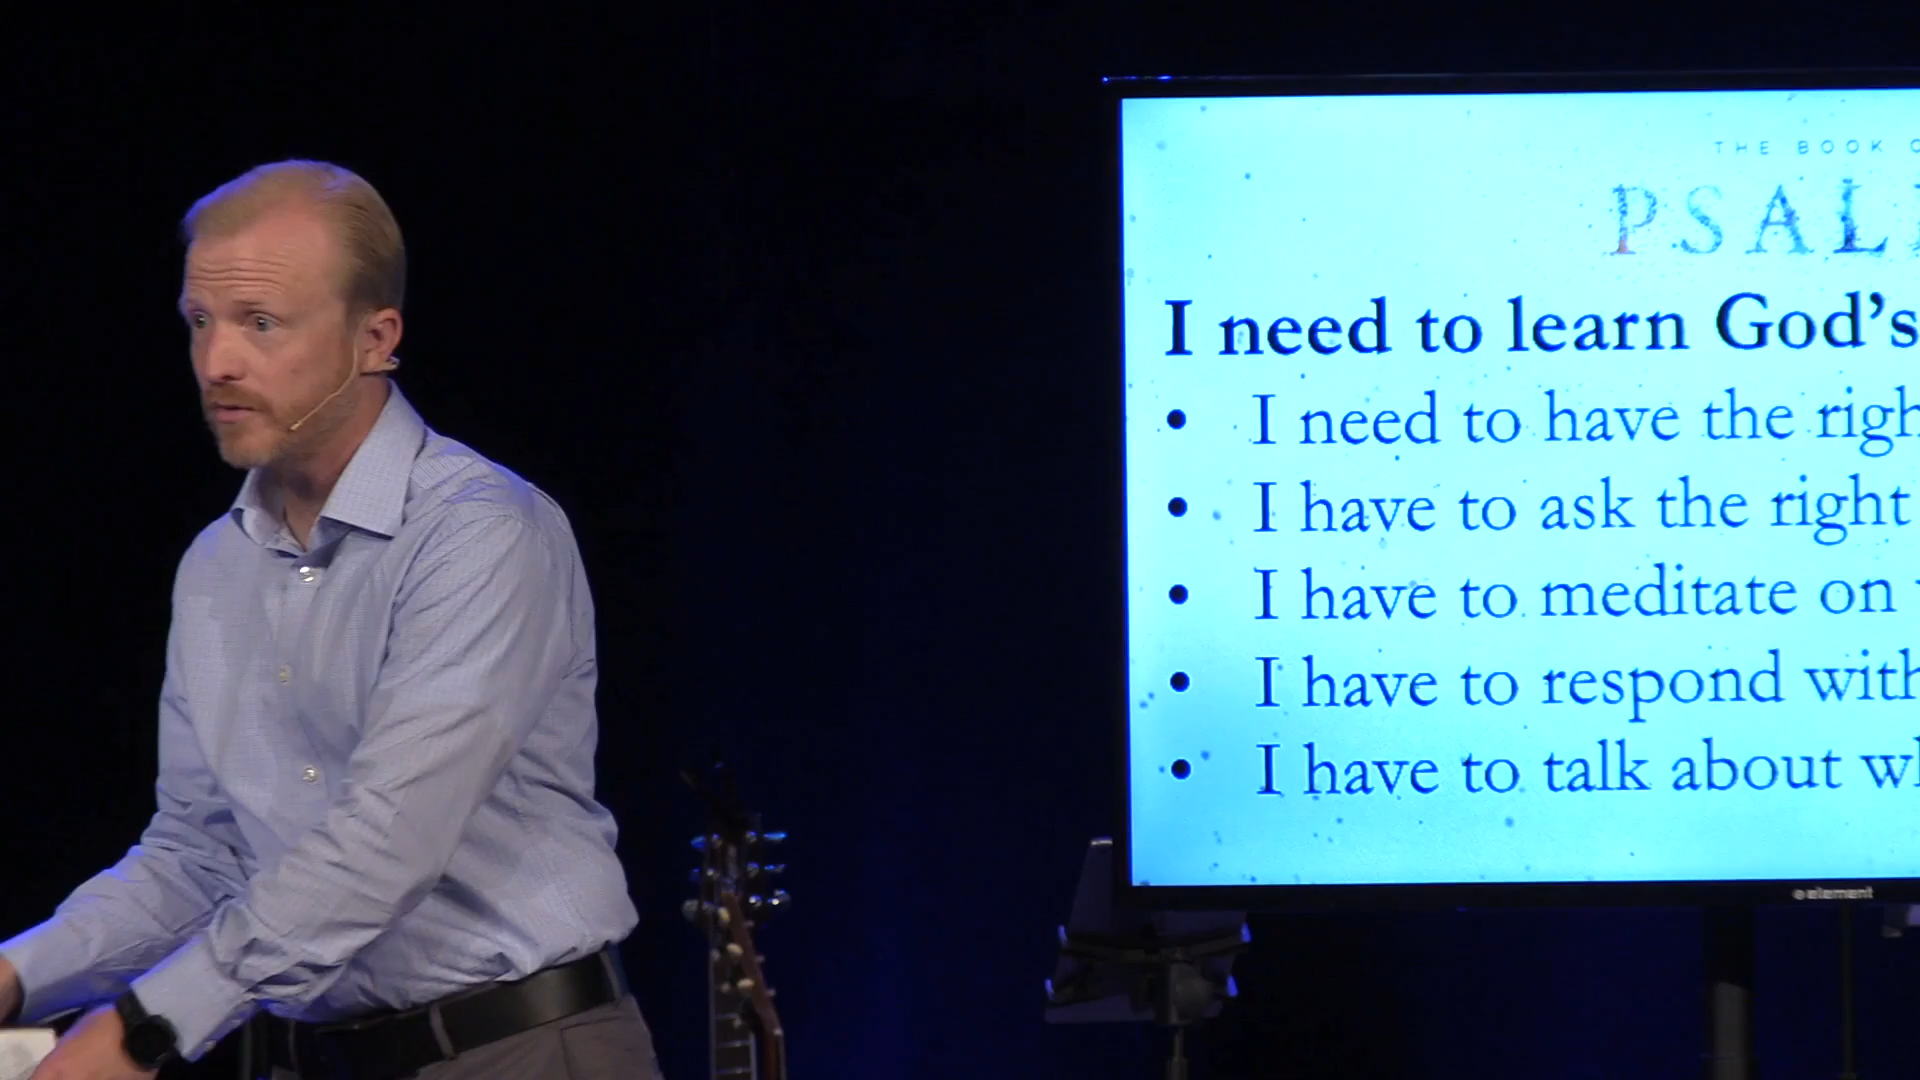 THE BOOK
PSAL
I need to learn God's
• I need to have the righ
• I have to ask the right
• I have to meditate on
• I have to respond with
• I have to talk about wh
element